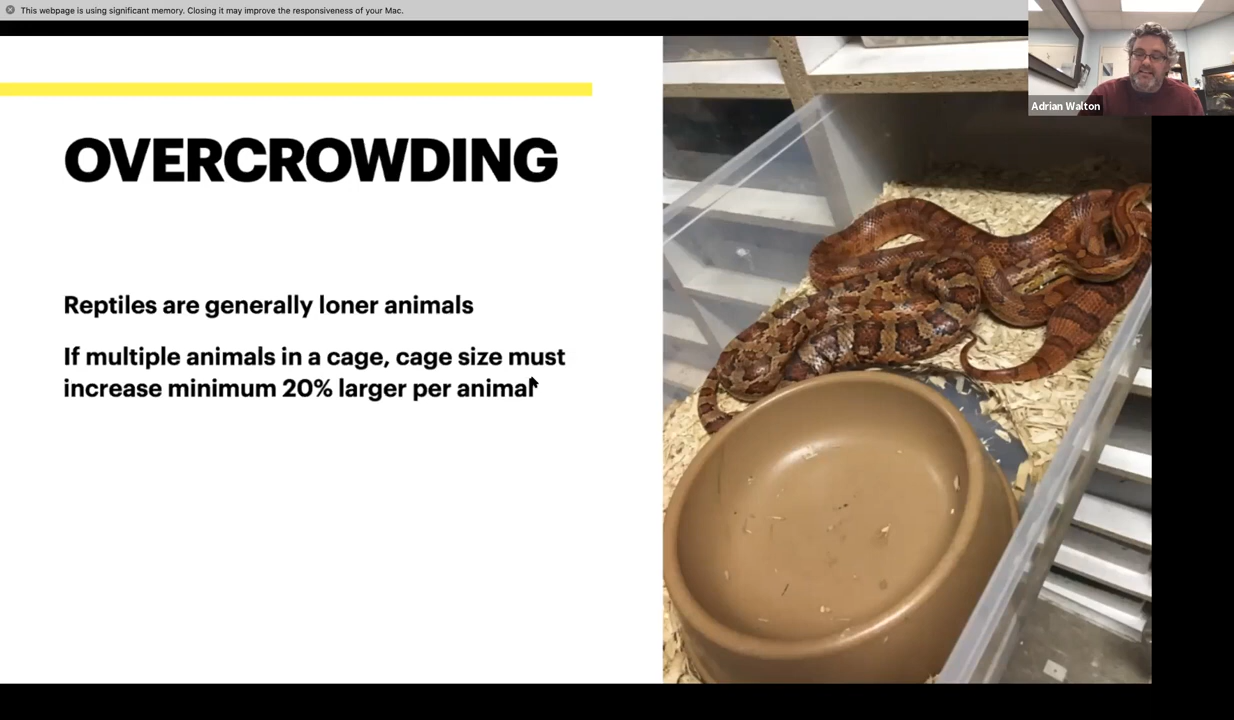 This webpage is using significant memory. Closing it may improve the responsiveness of your Mac.
Adrian Walton
OVERCROWDING
Reptiles are generally loner animals
If multiple animals in a cage, cage size must
increase minimum 20% larger per animal